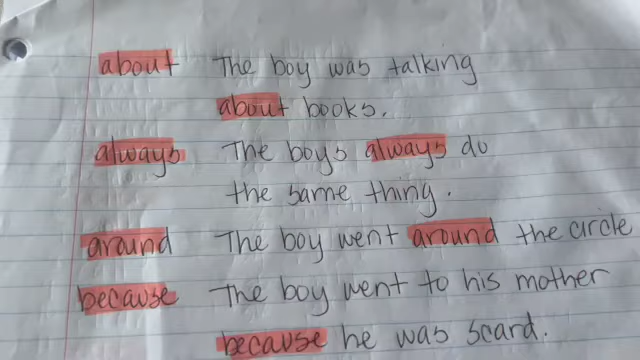 about The boy was talking
about books.
always The boys always do
the same thing.
around The boy went around the circle
because The boy went to his mother
because he was scard.